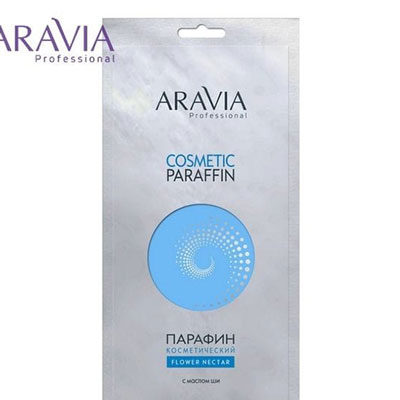 ARAVIA
Professional
ARAVIA
Professional
COSMETIC
PARAFFIN
ПАРАФИН
КОСМЕТИЧЕСКИЙ
FLOWER NECTAR
С МАСЛОМ ШИ